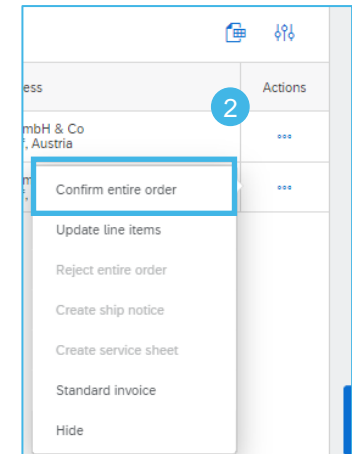 ess
Actions
2
mbH & Co
, Austria
Confirm entire order
Update line items
Reject entire order
Create ship notice
Create service sheet
Standard invoice
Hide